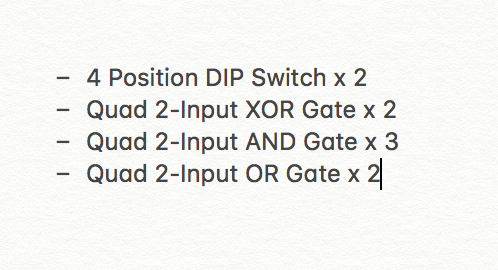 – 4 Position DIP Switch x 2
– Quad 2-Input XOR Gate x 2
– Quad 2-Input AND Gate x 3
– Quad 2-Input OR Gate x 2